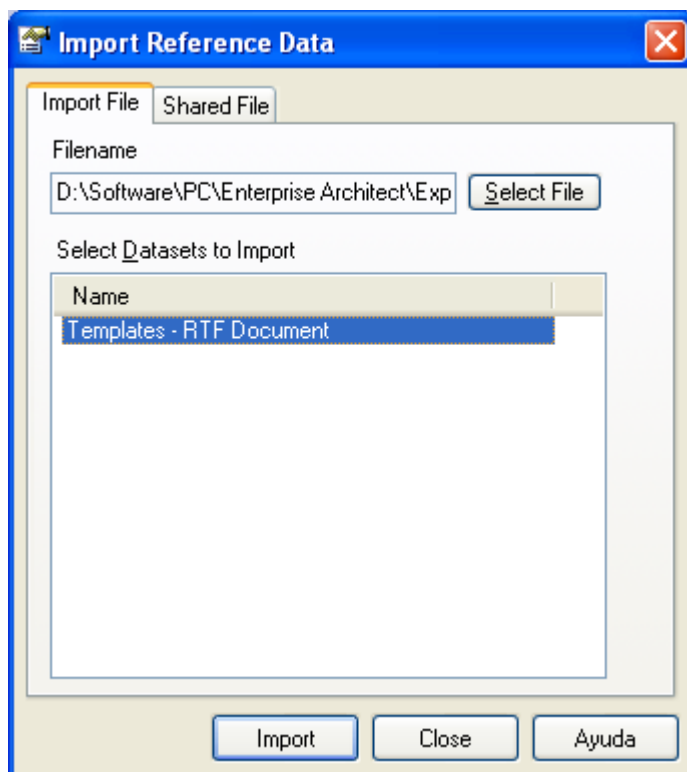 Import Reference Data
Import File Shared File
Filename
D:\Software\PC\Enterprise Architect\Exp Select File
Select Datasets to Import
Name
Templates - RTF Document
Import Close Ayuda